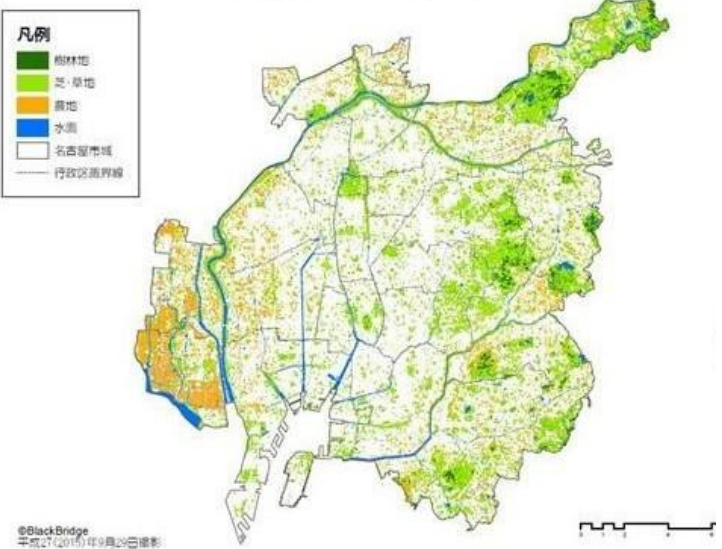 凡例
樹林地
芝・草地
農地
水面
名古屋市域
行政区画界線
©BlackBridge
平成27(2015)年9月29日撮影